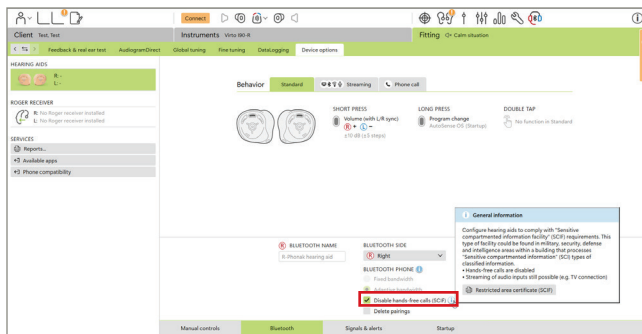 Connect
Client Test, Test
Instruments Virto I90-R
Fitting Calm situation
Feedback & real ear test AudiogramDirect Global tuning Fine tuning DataLogging Device options
HEARING AIDS
R: -
L: -
ROGER RECEIVER
R: No Roger receiver installed
L: No Roger receiver installed
SERVICES
Reports...
Available apps
Phone compatibility
Behavior Standard Streaming Phone call
SHORT PRESS LONG PRESS DOUBLE TAP
Volume (with L/R sync) Program change No function in Standard
R + L – AutoSense OS (Startup)
±10 dB (±5 steps)
General information
Configure hearing aids to comply with "Sensitive
compartmented information facility" (SCIF) requirements. This
type of facility could be found in military, security, defense
and intelligence areas within a building that processes
"Sensitive compartmented information" (SCI) types of
classified information.
• Hands-free calls are disabled
• Streaming of audio inputs still possible (e.g. TV connection)
Restricted area certificate (SCIF)
R BLUETOOTH NAME BLUETOOTH SIDE
R-Phonak hearing aid R Right
BLUETOOTH PHONE
Fixed bandwidth
Adaptive bandwidth
Disable hands-free calls (SCIF)
Delete pairings
Manual controls Bluetooth Signals & alerts Startup